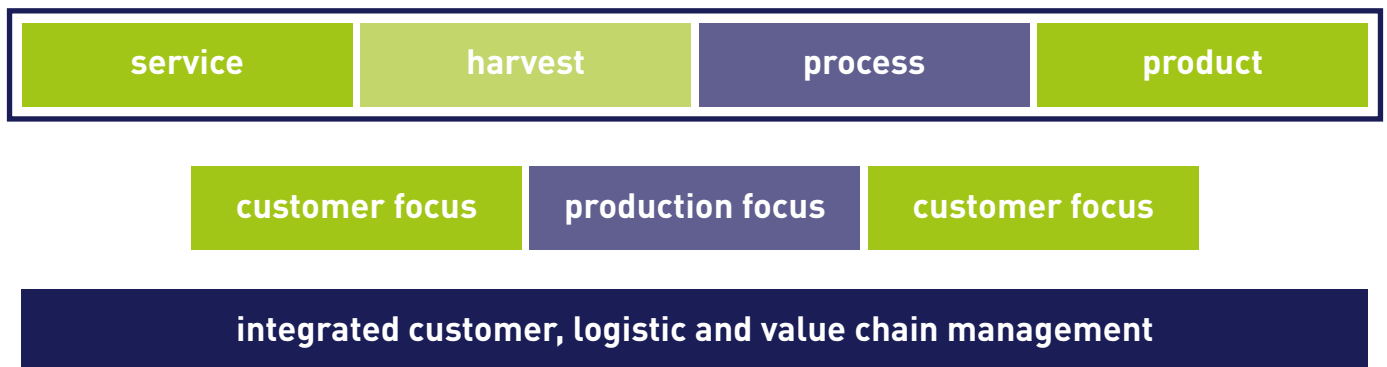 service harvest process product
customer focus production focus customer focus
integrated customer, logistic and value chain management